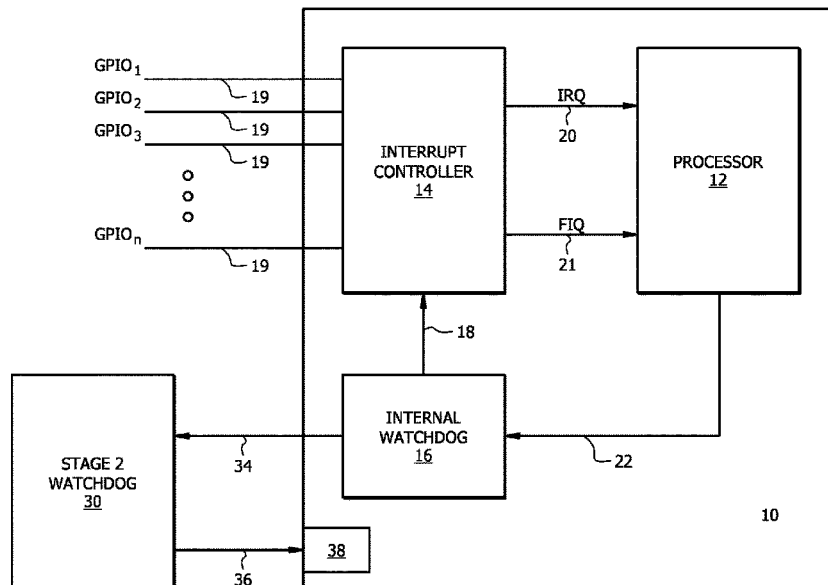 GPIO1
19
GPIO2
19
GPIO3
19
GPIOn
19
INTERRUPT
CONTROLLER
14
IRQ
20
FIQ
21
PROCESSOR
12
18
INTERNAL
WATCHDOG
16
22
34
STAGE 2
WATCHDOG
30
36
38
10